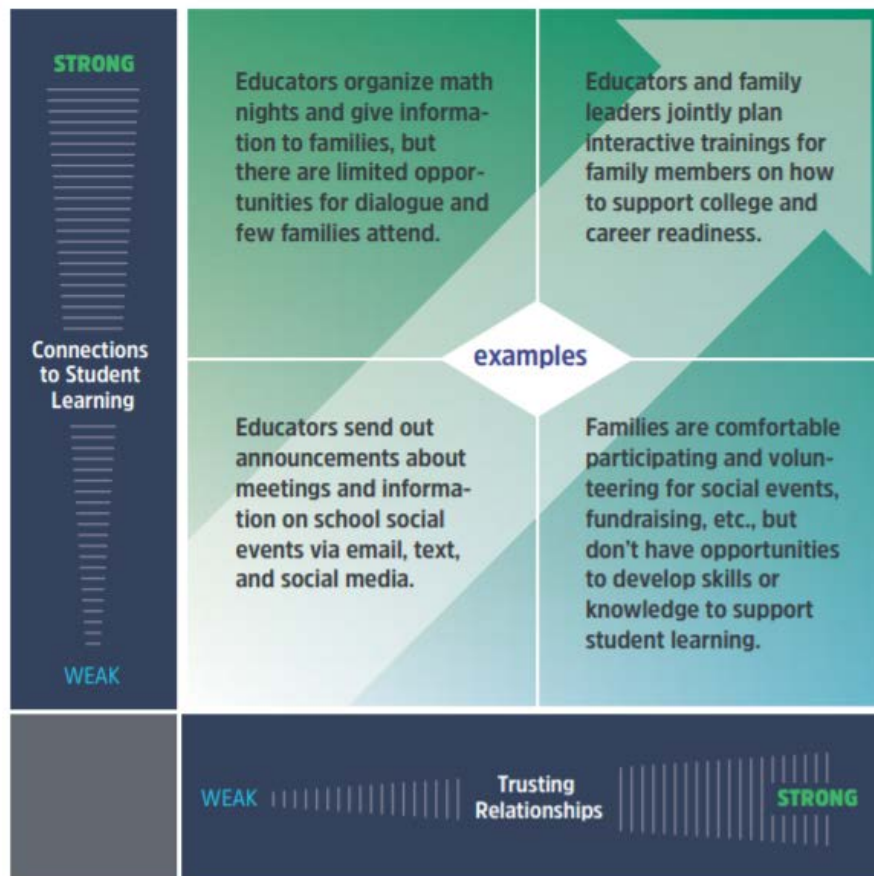 STRONG
Connections
to Student
Learning
WEAK
Educators organize math
nights and give informa-
tion to families, but
there are limited oppor-
tunities for dialogue and
few families attend.
Educators and family
leaders jointly plan
interactive trainings for
family members on how
to support college and
career readiness.
examples
Educators send out
announcements about
meetings and informa-
tion on school social
events via email, text,
and social media.
Families are comfortable
participating and volun-
teering for social events,
fundraising, etc., but
don’t have opportunities
to develop skills or
knowledge to support
student learning.
WEAK
Trusting
Relationships
STRONG